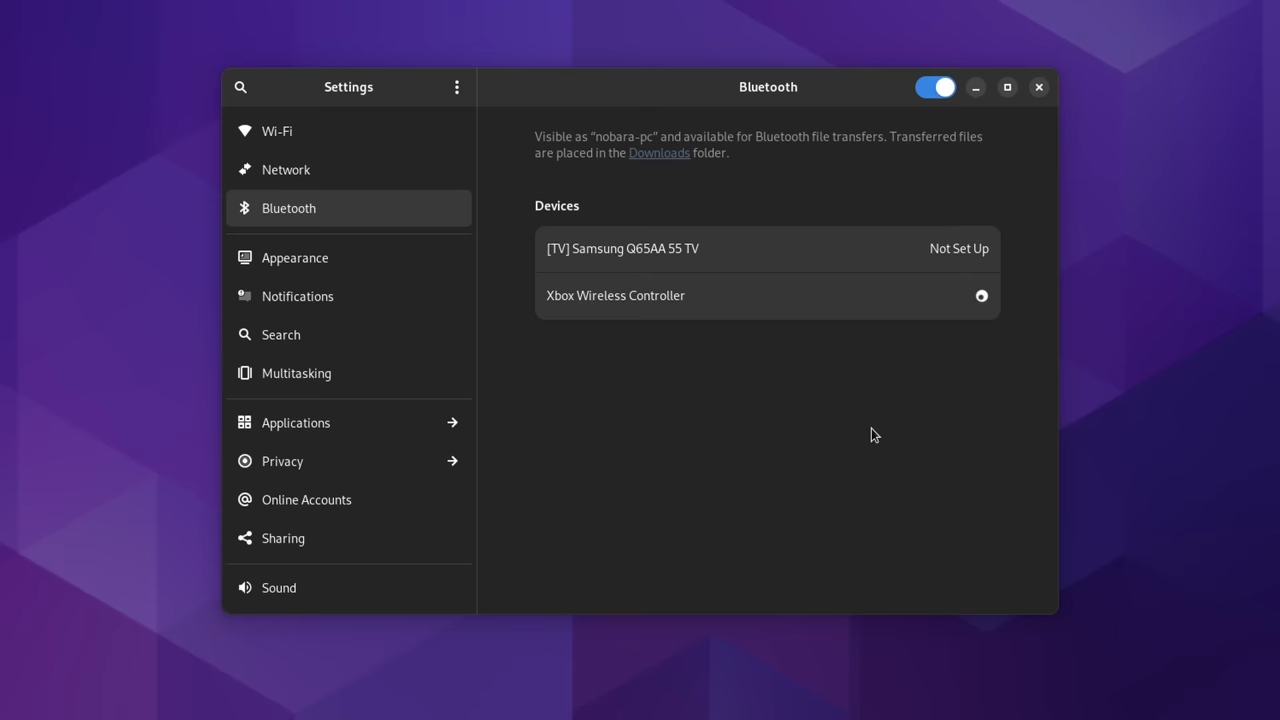 Settings
Bluetooth
Wi-Fi
Network
Bluetooth
Appearance
Notifications
Search
Multitasking
Applications
Privacy
Online Accounts
Sharing
Sound
Visible as “nobara-pc” and available for Bluetooth file transfers. Transferred files
are placed in the Downloads folder.
Devices
[TV] Samsung Q65AA 55 TV Not Set Up
Xbox Wireless Controller